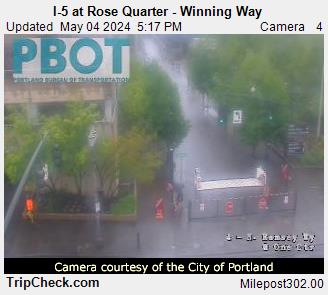 I-5 at Rose Quarter - Winning Way
Updated May 04 2024 5:17 PM Camera 4
PBOT
PORTLAND BUREAU OF TRANSPORTATION
Camera courtesy of the City of Portland
TripCheck.com Milepost302.00